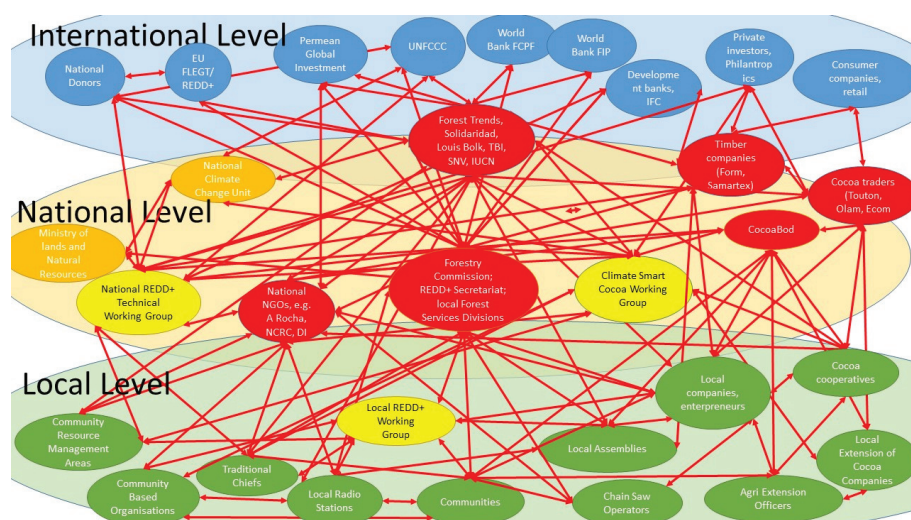 International Level
National
Donors
EU
FLEGT/
REDD+
Permean
Global
Investment
UNFCCC
World
Bank FCPF
World
Bank FIP
Developme
nt banks,
IFC
Private
investors,
Philantrop
ics
Consumer
companies,
retail
Forest Trends,
Solidaridad,
Louis Bolk, TBI,
SNV, IUCN
Timber
companies
(Form,
Samartex)
Cocoa traders
(Touton,
Olam, Ecom
National
Climate
Change Unit
National Level
Ministry of
lands and
Natural
Resources
CocoaBod
National REDD+
Technical
Working Group
National
NGOs, e.g.
A Rocha,
NCRC, DI
Forestry
Commission;
REDD+ Secretariat;
local Forest
Services Divisions
Climate Smart
Cocoa Working
Group
Local Level
Local
companies,
enterpreneurs
Cocoa
cooperatives
Local REDD+
Working
Group
Community
Resource
Management
Areas
Local Assemblies
Local
Extension of
Cocoa
Companies
Traditional
Chiefs
Community
Based
Organisations
Local Radio
Stations
Communities
Chain Saw
Operators
Agri Extension
Officers